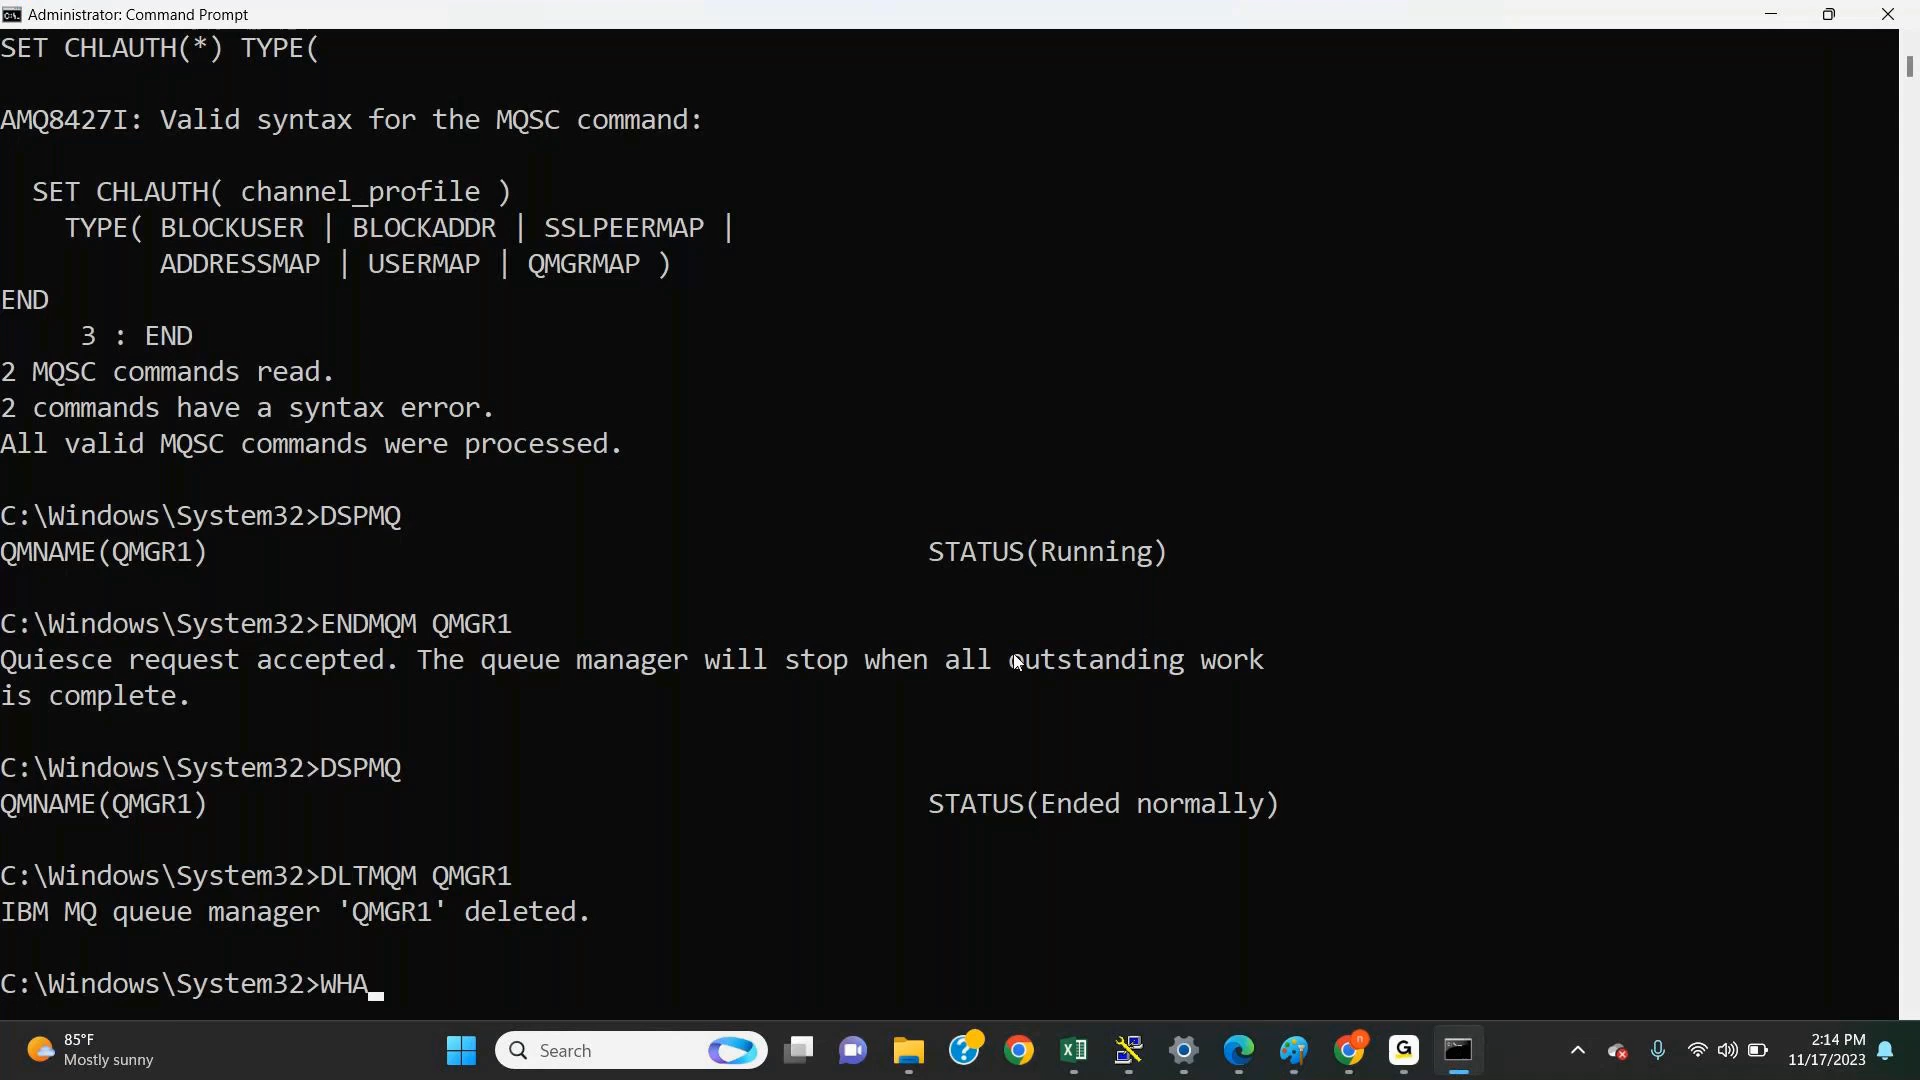 Administrator: Command Prompt
SET CHLAUTH(*) TYPE(
AMQ8427I: Valid syntax for the MQSC command:
SET CHLAUTH( channel_profile )
TYPE( BLOCKUSER | BLOCKADDR | SSLPEERMAP |
ADDRESSMAP | USERMAP | QMGRMAP )
END
3 : END
2 MQSC commands read.
2 commands have a syntax error.
All valid MQSC commands were processed.
C:\Windows\System32>DSPMQ
QMNAME(QMGR1) STATUS(Running)
C:\Windows\System32>ENDMQM QMGR1
Quiesce request accepted. The queue manager will stop when all outstanding work
is complete.
C:\Windows\System32>DSPMQ
QMNAME(QMGR1) STATUS(Ended normally)
C:\Windows\System32>DLTMQM QMGR1
IBM MQ queue manager 'QMGR1' deleted.
C:\Windows\System32>WHA_
85°F
Mostly sunny
Search
2:14 PM
11/17/2023